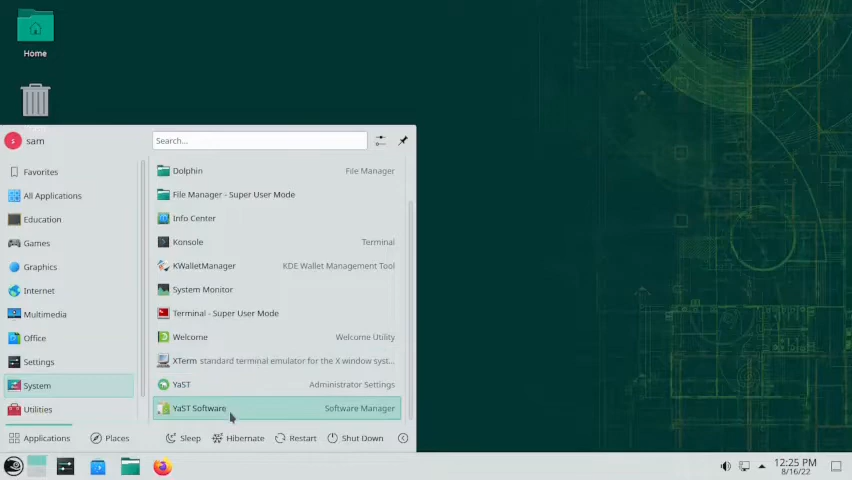 Home
s sam
Search...
Favorites
All Applications
Education
Games
Graphics
Internet
Multimedia
Office
Settings
System
Utilities
Dolphin File Manager
File Manager - Super User Mode
Info Center
Konsole Terminal
KWalletManager KDE Wallet Management Tool
System Monitor
Terminal - Super User Mode
Welcome Welcome Utility
XTerm standard terminal emulator for the X window syst...
YaST Administrator Settings
YaST Software Software Manager
Applications Places Sleep Hibernate Restart Shut Down
12:25 PM
8/16/22